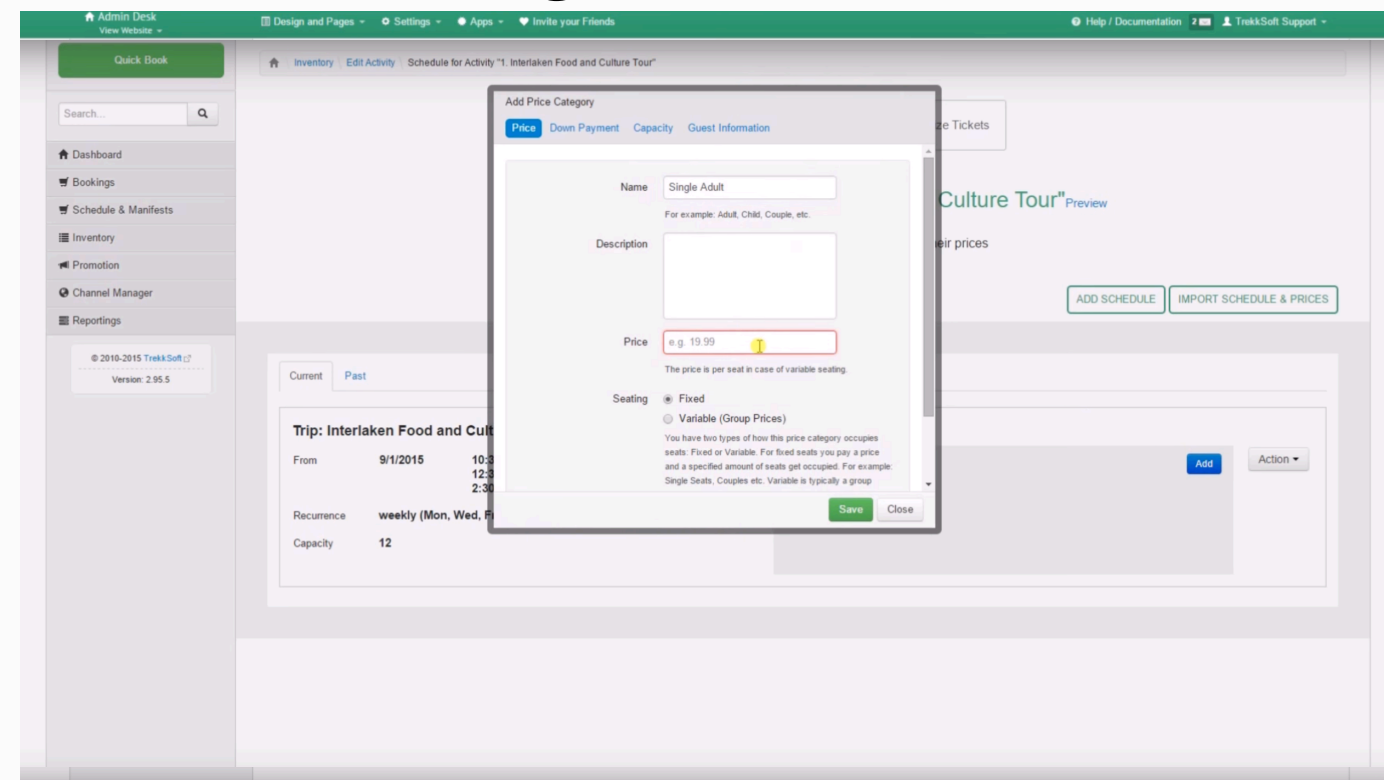 Admin Desk
View Website
Design and Pages
Settings
Apps
Invite your Friends
Help / Documentation
2
TrekkSoft Support
Quick Book
Inventory
Edit Activity
Schedule for Activity "1. Interlaken Food and Culture Tour"
Search...
Dashboard
Bookings
Schedule & Manifests
Inventory
Promotion
Channel Manager
Reportings
© 2010-2015 TrekkSoft
Version: 2.95.5
Add Price Category
Price
Down Payment
Capacity
Guest Information
Name
Single Adult
For example: Adult, Child, Couple, etc.
Description
Price
e.g. 19.99
The price is per seat in case of variable seating.
Seating
Fixed
Variable (Group Prices)
You have two types of how this price category occupies
seats: Fixed or Variable. For fixed seats you pay a price
and a specified amount of seats get occupied. For example:
Single Seats, Couples etc. Variable is typically a group
Save
Close
ze Tickets
Culture Tour"
Preview
eir prices
ADD SCHEDULE
IMPORT SCHEDULE & PRICES
Current
Past
Trip: Interlaken Food and Cult
From
9/1/2015
10:3
12:3
2:30
Recurrence
weekly (Mon, Wed, F
Capacity
12
Add
Action